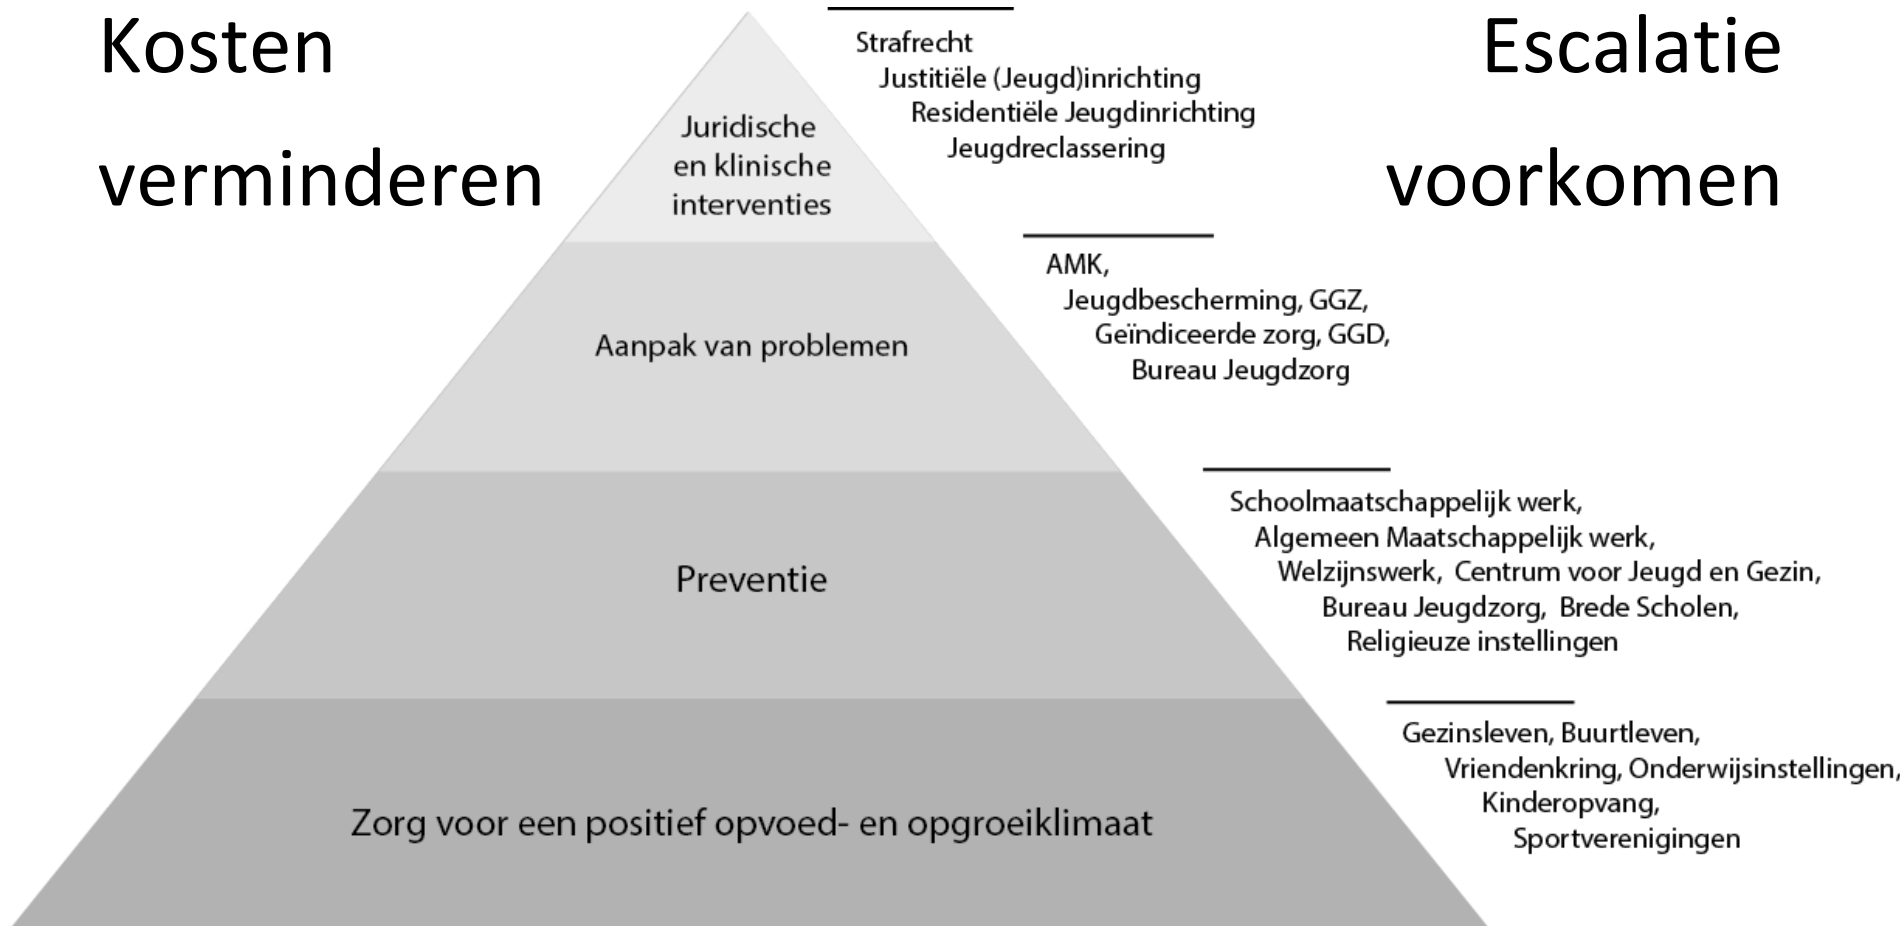 Kosten
verminderen
Escalatie
voorkomen
Juridische
en klinische
interventies
Strafrecht
Justitiële (Jeugd)inrichting
Residentiële Jeugdinrichting
Jeugdreclassering
Aanpak van problemen
AMK,
Jeugdbescherming, GGZ,
Geïndiceerde zorg, GGD,
Bureau Jeugdzorg
Preventie
Schoolmaatschappelijk werk,
Algemeen Maatschappelijk werk,
Welzijnswerk, Centrum voor Jeugd en Gezin,
Bureau Jeugdzorg, Brede Scholen,
Religieuze instellingen
Zorg voor een positief opvoed- en opgroeiklimaat
Gezinsleven, Buurtleven,
Vriendenkring, Onderwijsinstellingen,
Kinderopvang,
Sportverenigingen